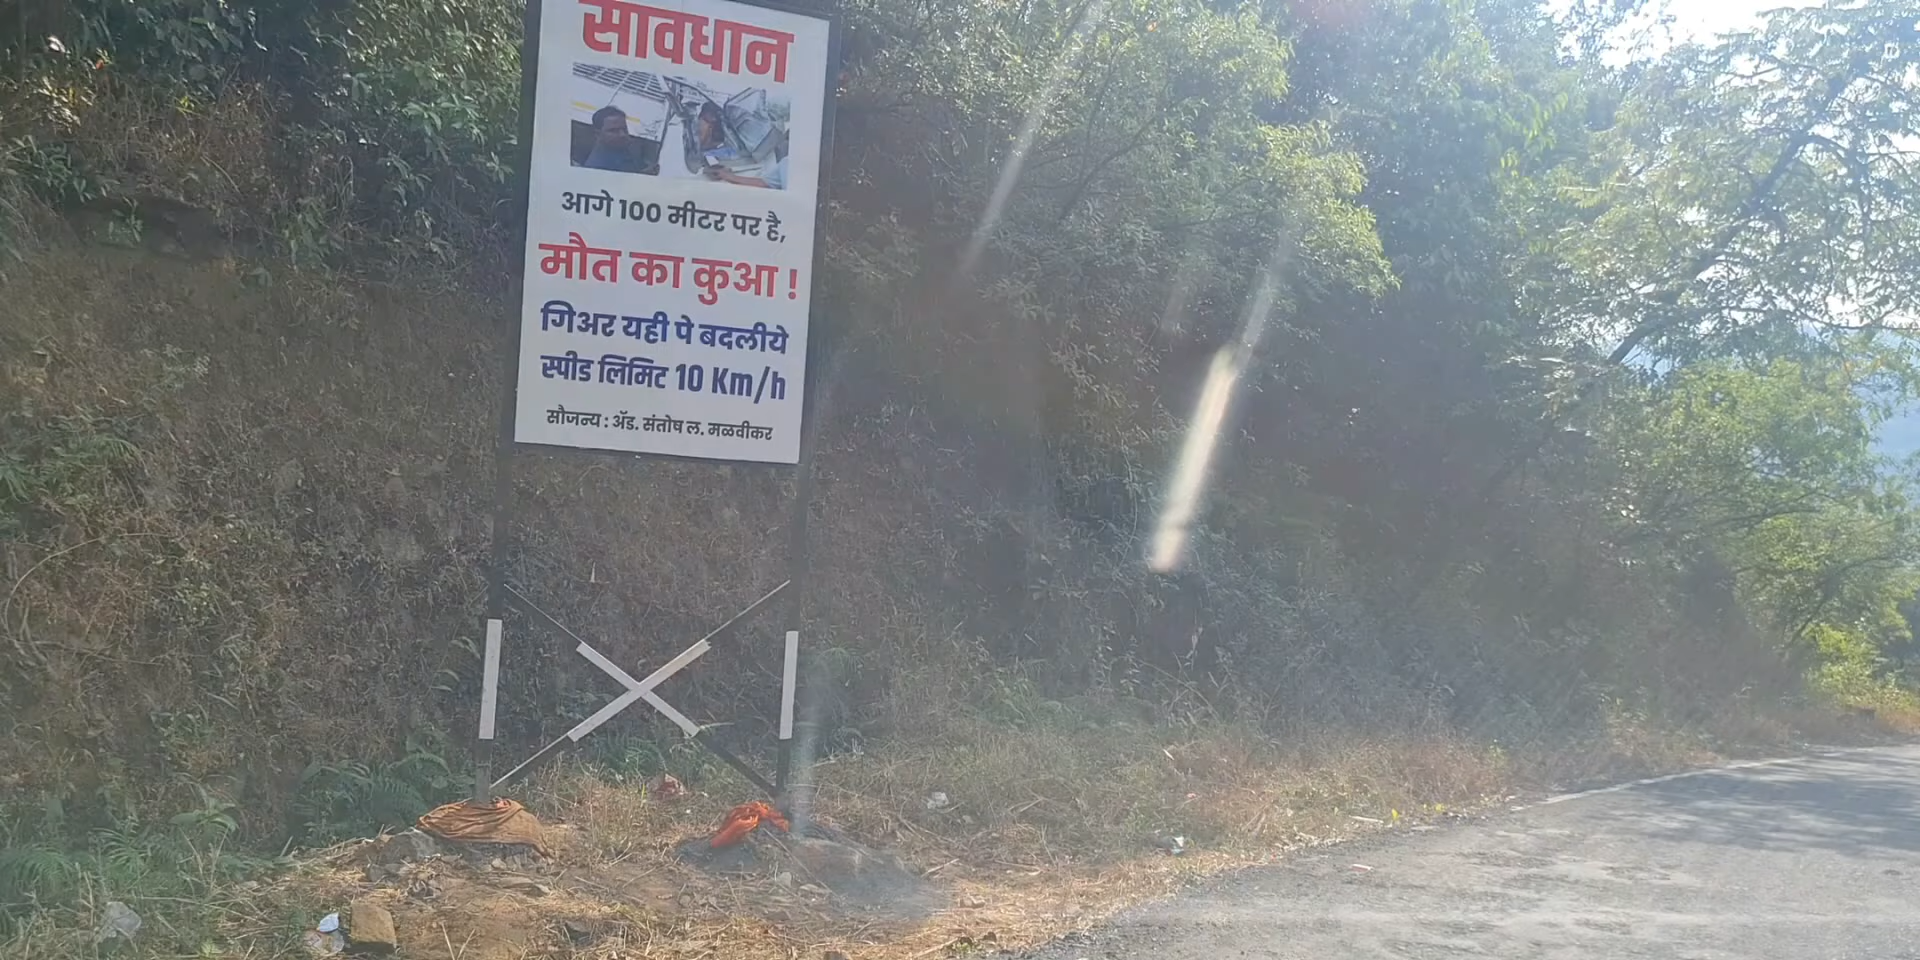 सावधान
आगे 100 मीटर पर है,
मौत का कुआ !
गिअर यही पे बदलीये
स्पीड लिमिट 10 Km/h
सौजन्य : ॲड. संतोष ल. मळवीकर